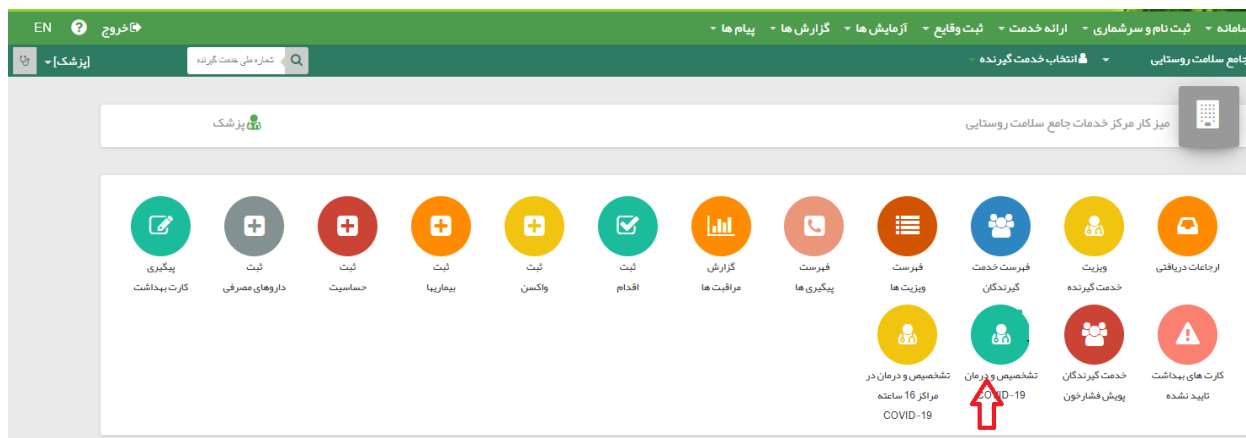 سامانه ثبت نام و سرشماری ارائه خدمت ثبت وقایع آزمایش ها گزارش ها پیام ها خروج ? EN
جامع سلامت روستایی انتخاب خدمت گیرنده شماره ملی خدمت گیرنده [پزشک]
میز کار مرکز خدمات جامع سلامت روستایی پزشک
ارجاعات دریافتی
ویزیت
خدمت گیرنده
فهرست خدمت
گیرندگان
فهرست
ویزیت ها
فهرست
پیگیری ها
گزارش
مراقبت ها
ثبت
اقدام
ثبت
واکسن
ثبت
بیماریها
ثبت
حساسیت
ثبت
داروهای مصرفی
پیگیری
کارت بهداشت
کارت های بهداشت
تایید نشده
خدمت گیرندگان
پویش فشارخون
تشخصیص و درمان
COVID-19
تشخصیص و درمان در
مراکز 16 ساعته
COVID-19